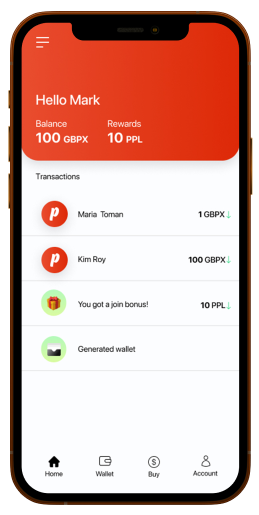 Hello Mark
Balance Rewards
100 GBPX 10 PPL
Transactions
p Maria Toman 1 GBPX ↓
p Kim Roy 100 GBPX ↓
You got a join bonus! 10 PPL ↓
Generated wallet
$
Home Wallet Buy Account